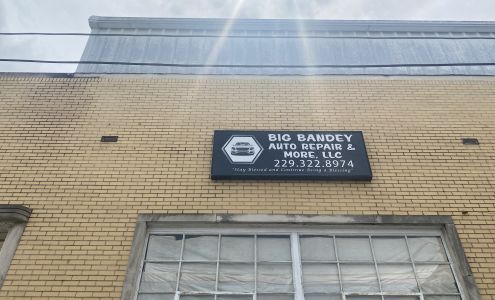 BIG BANDEY
AUTO REPAIR &
MORE, LLC
229.322.8974
"Stay Blessed and Continue Being a Blessing"